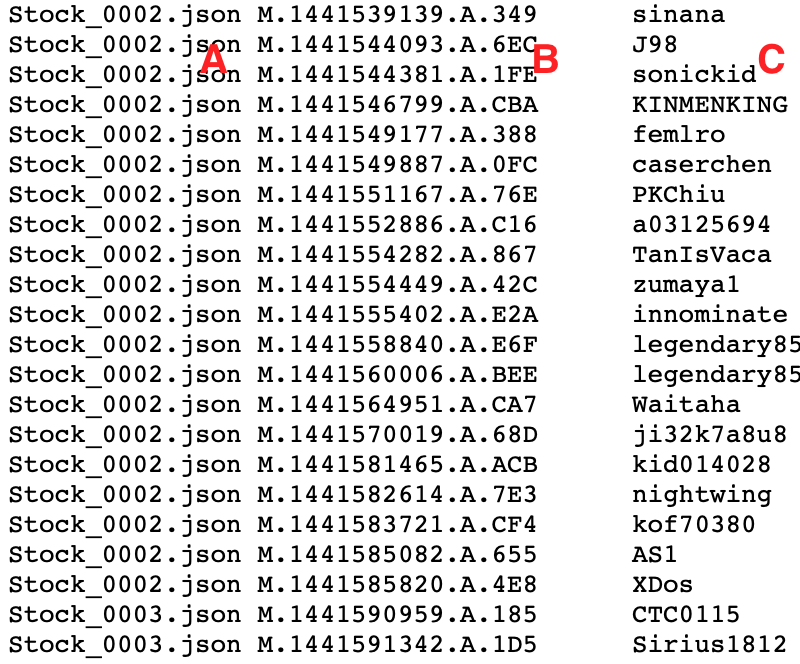 Stock_0002.json M.1441539139.A.349 sinana
Stock_0002.json M.1441544093.A.6EC J98
A B C
Stock_0002.json M.1441544381.A.1FE sonickid
Stock_0002.json M.1441546799.A.CBA KINMENKING
Stock_0002.json M.1441549177.A.388 femlro
Stock_0002.json M.1441549887.A.0FC caserchen
Stock_0002.json M.1441551167.A.76E PKChiu
Stock_0002.json M.1441552886.A.C16 a03125694
Stock_0002.json M.1441554282.A.867 TanIsVaca
Stock_0002.json M.1441554449.A.42C zumaya1
Stock_0002.json M.1441555402.A.E2A innominate
Stock_0002.json M.1441558840.A.E6F legendary85
Stock_0002.json M.1441560006.A.BEE legendary85
Stock_0002.json M.1441564951.A.CA7 Waitaha
Stock_0002.json M.1441570019.A.68D ji32k7a8u8
Stock_0002.json M.1441581465.A.ACB kid014028
Stock_0002.json M.1441582614.A.7E3 nightwing
Stock_0002.json M.1441583721.A.CF4 kof70380
Stock_0002.json M.1441585082.A.655 AS1
Stock_0002.json M.1441585820.A.4E8 XDos
Stock_0003.json M.1441590959.A.185 CTC0115
Stock_0003.json M.1441591342.A.1D5 Sirius1812